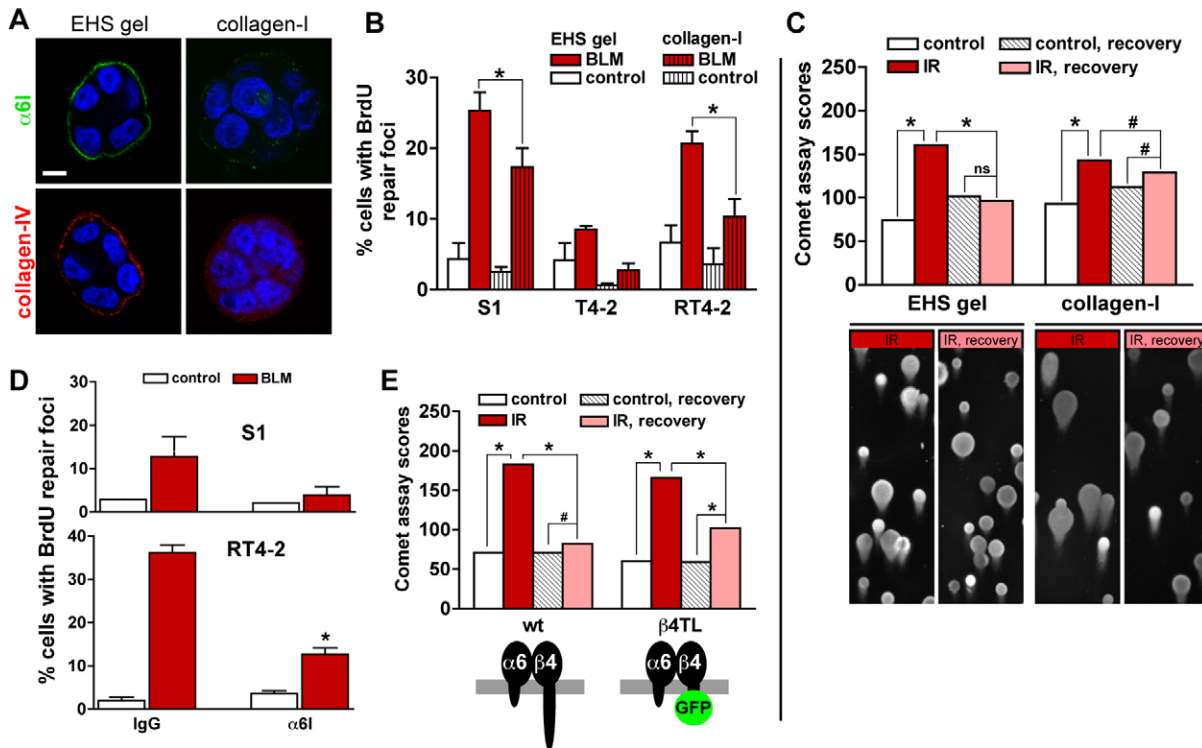 A
EHS gel
collagen-I
α6I
collagen-IV
B
EHS gel
collagen-I
BLM
BLM
control
control
% cells with BrdU
repair foci
30
20
10
0
*
*
S1
T4-2
RT4-2
C
control
control, recovery
IR
IR, recovery
Comet assay scores
250
200
150
100
50
0
*
*
ns
*
#
#
EHS gel
collagen-I
IR
IR, recovery
IR
IR, recovery
D
control
BLM
% cells with BrdU repair foci
30
20
10
0
S1
40
30
20
10
0
RT4-2
*
IgG
α6I
E
control
control, recovery
IR
IR, recovery
Comet assay scores
250
200
150
100
50
0
*
*
#
*
*
*
wt
β4TL
α6
β4
α6
β4
GFP